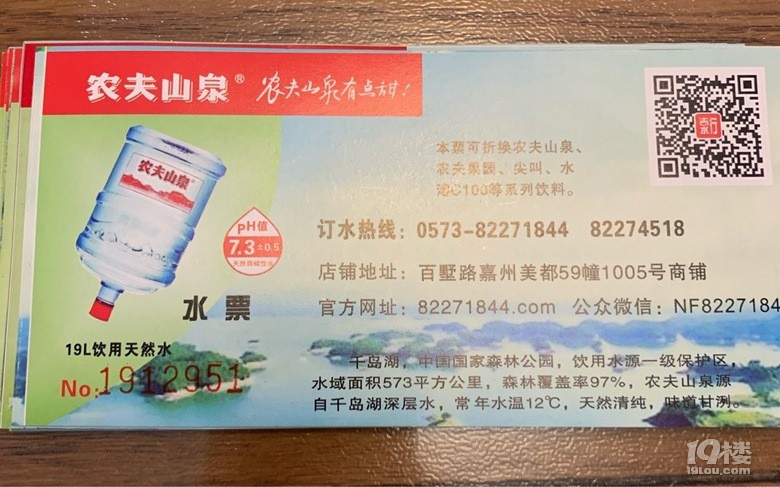 农夫山泉® 农夫山泉有点甜！
农夫山泉
pH值
7.3±0.5
天然弱碱性水
水票
19L饮用天然水
No:1912951
本票可折换农夫山泉、
农夫果园、尖叫、水
溶C100等系列饮料。
订水热线：0573-82271844 82274518
店铺地址：百墅路嘉州美都59幢1005号商铺
官方网址：82271844.com 公众微信：NF8227184
千岛湖，中国国家森林公园，饮用水源一级保护区，
水域面积573平方公里，森林覆盖率97%，农夫山泉源
自千岛湖深层水，常年水温12℃，天然清纯，味道甘洌。
19楼
19Lou.com